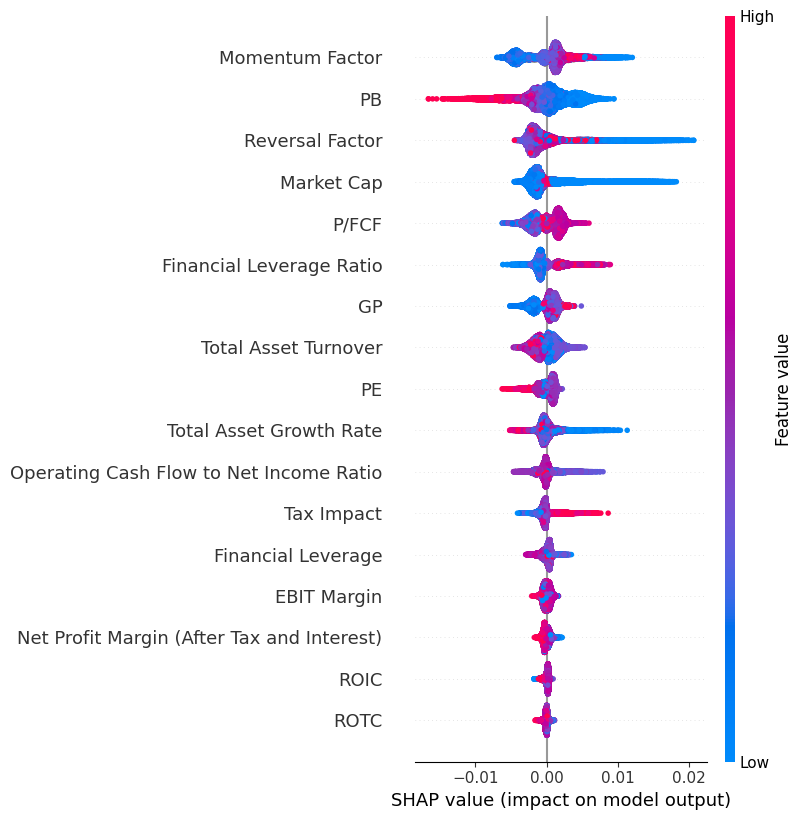 High
Momentum Factor
PB
Reversal Factor
Market Cap
P/FCF
Financial Leverage Ratio
GP
Total Asset Turnover
PE
Total Asset Growth Rate
Operating Cash Flow to Net Income Ratio
Tax Impact
Financial Leverage
EBIT Margin
Net Profit Margin (After Tax and Interest)
ROIC
ROTC
Feature value
Low
−0.01 0.00 0.01 0.02
SHAP value (impact on model output)